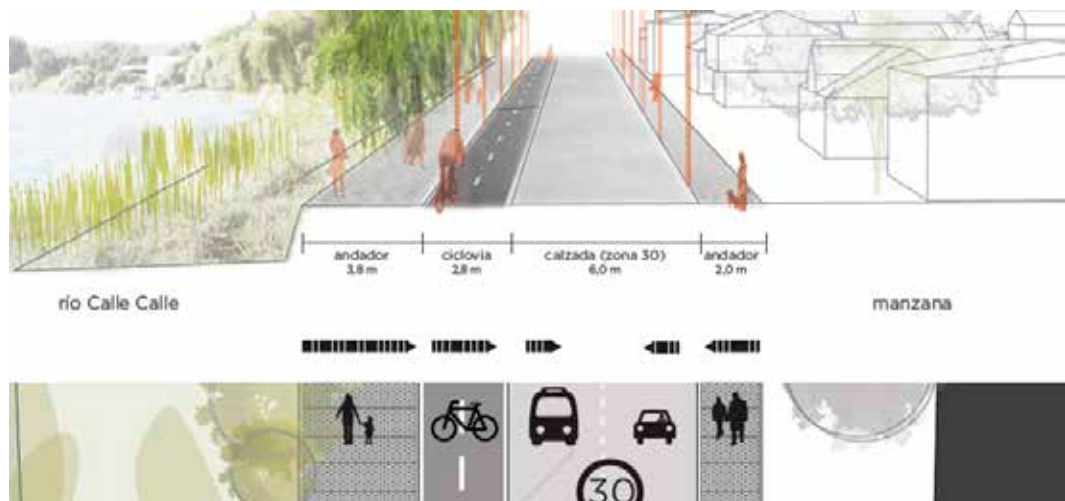 andador
3,8 m
ciclovia
2,8 m
calzada (zona 30)
6,0 m
andador
2,0 m
río Calle Calle
manzana
30